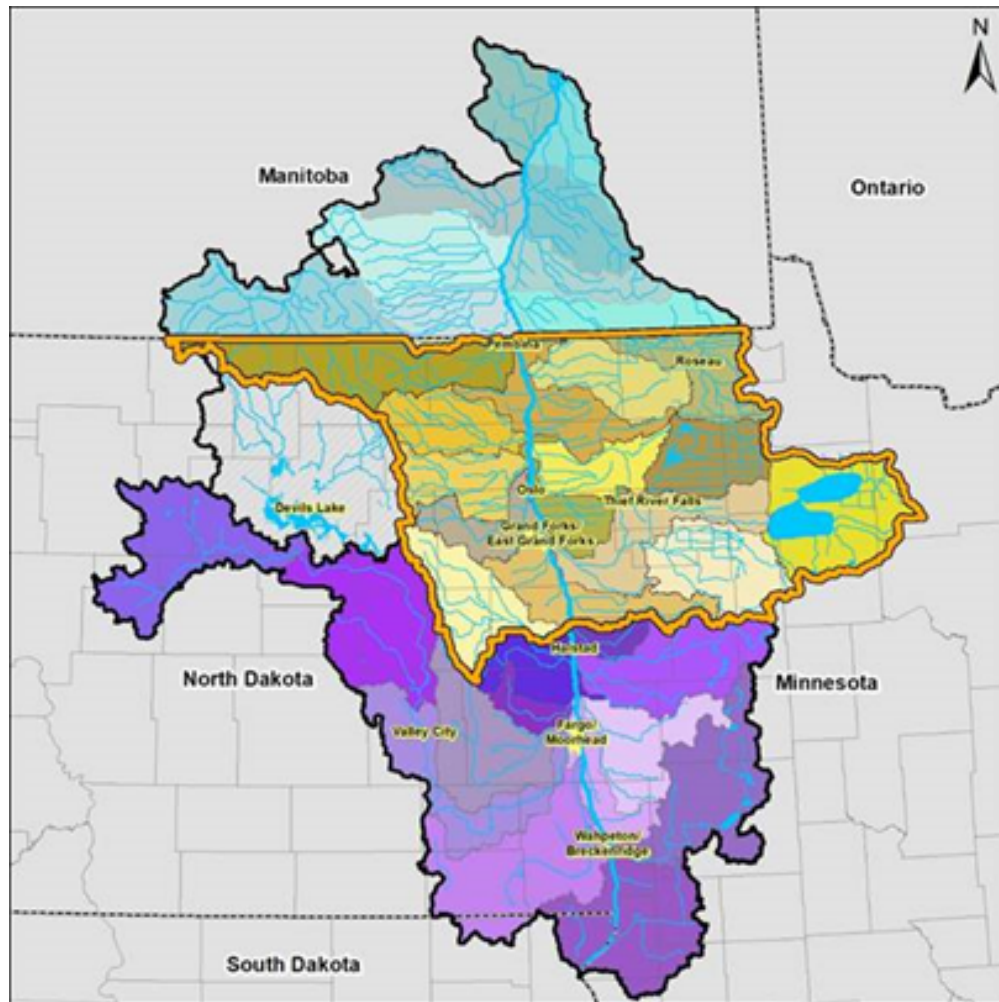 N
Manitoba
Ontario
Pembina
Roseau
Oslo
Thief River Falls
Devils Lake
Grand Forks/
East Grand Forks
Halstad
North Dakota
Minnesota
Valley City
Fargo/
Moorhead
Wahpeton/
Breckenridge
South Dakota